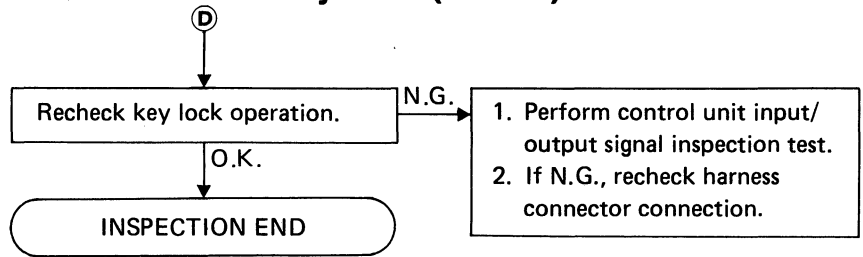 D
Recheck key lock operation.
N.G.
1. Perform control unit input/
output signal inspection test.
2. If N.G., recheck harness
connector connection.
O.K.
INSPECTION END